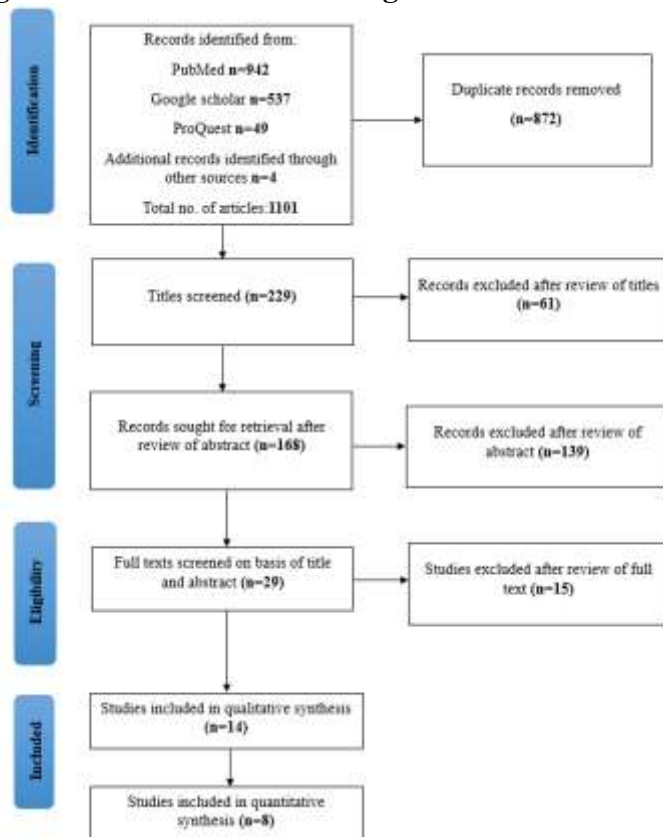 Identification
Records identified from:
PubMed n=942
Google scholar n=537
ProQuest n=49
Additional records identified through
other sources n=4
Total no. of articles:1101
Duplicate records removed
(n=872)
Screening
Titles screened (n=229)
Records excluded after review of titles
(n=61)
Records sought for retrieval after
review of abstract (n=168)
Records excluded after review of
abstract (n=139)
Eligibility
Full texts screened on basis of title
and abstract (n=29)
Studies excluded after review of full
text (n=15)
Included
Studies included in qualitative synthesis
(n=14)
Studies included in quantitative
synthesis (n=8)